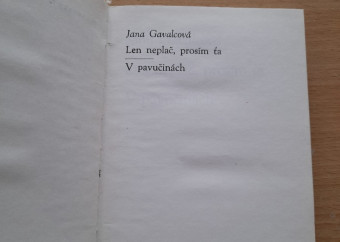 Jana Gavalcová
Len neplač, prosím ťa
V pavučinách